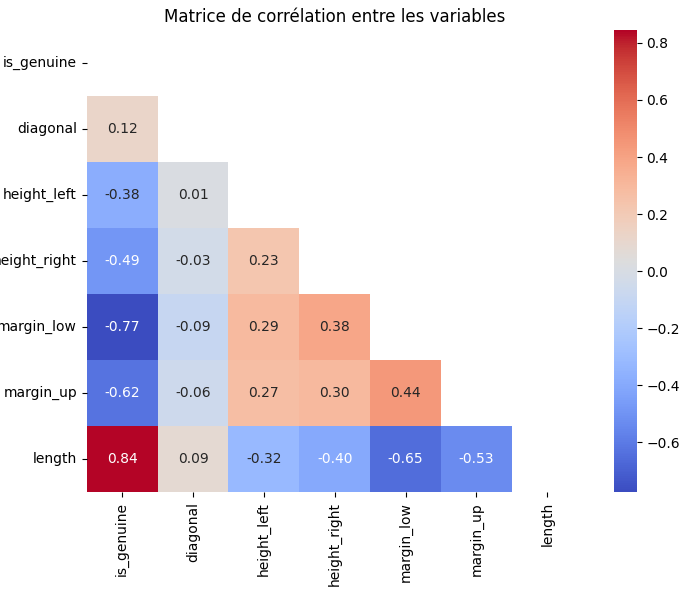 Matrice de corrélation entre les variables
is_genuine
diagonal 0.12
height_left -0.38 0.01
eight_right -0.49 -0.03 0.23
margin_low -0.77 -0.09 0.29 0.38
margin_up -0.62 -0.06 0.27 0.30 0.44
length 0.84 0.09 -0.32 -0.40 -0.65 -0.53
is_genuine diagonal height_left height_right margin_low margin_up length
0.8
0.6
0.4
0.2
0.0
−0.2
−0.4
−0.6